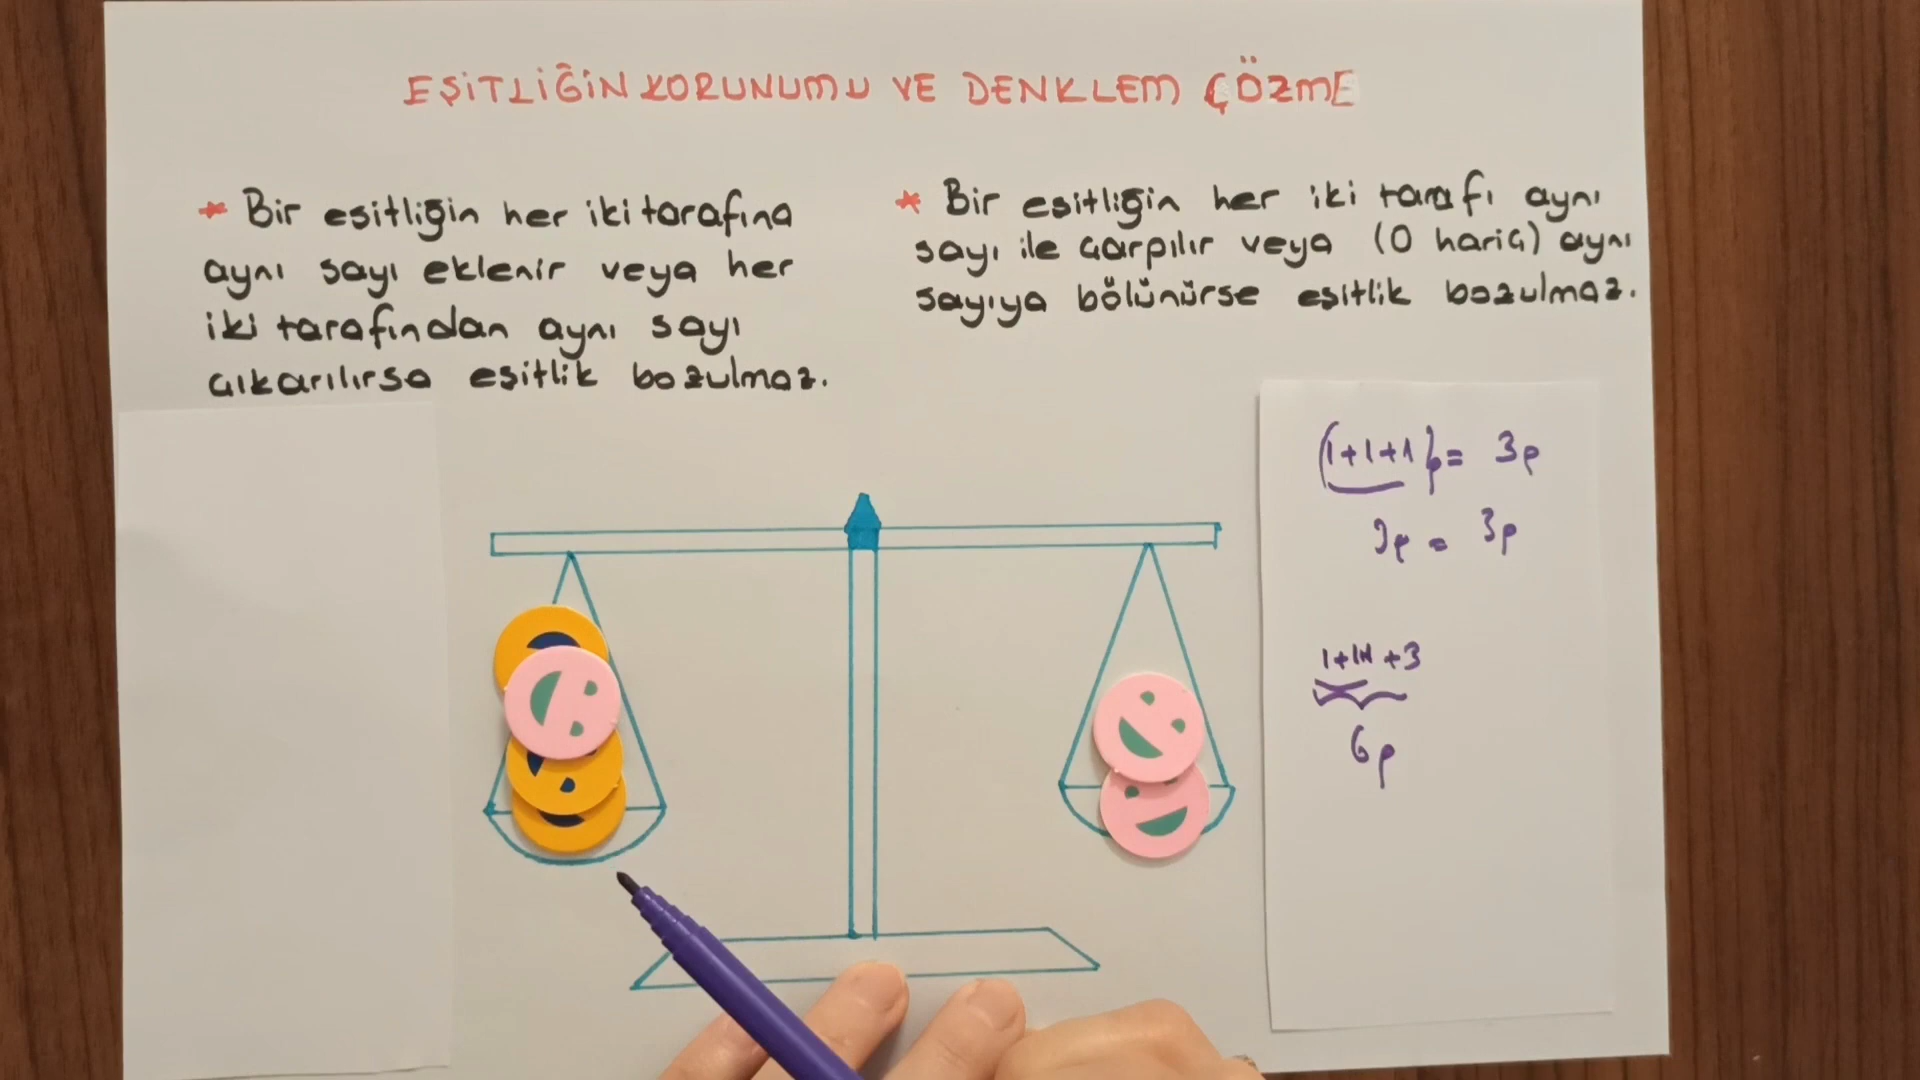 EŞİTLİĞİN KORUNUMU VE DENKLEM ÇÖZME
* Bir eşitliğin her iki tarafına
aynı sayı eklenir veya her
iki tarafından aynı sayı
çıkarılırsa eşitlik bozulmaz.
* Bir eşitliğin her iki tarafı aynı
sayı ile çarpılır veya (0 hariç) aynı
sayıya bölünürse eşitlik bozulmaz.
(1+1+1)p = 3p
3p = 3p
1+1+1 +3
6p